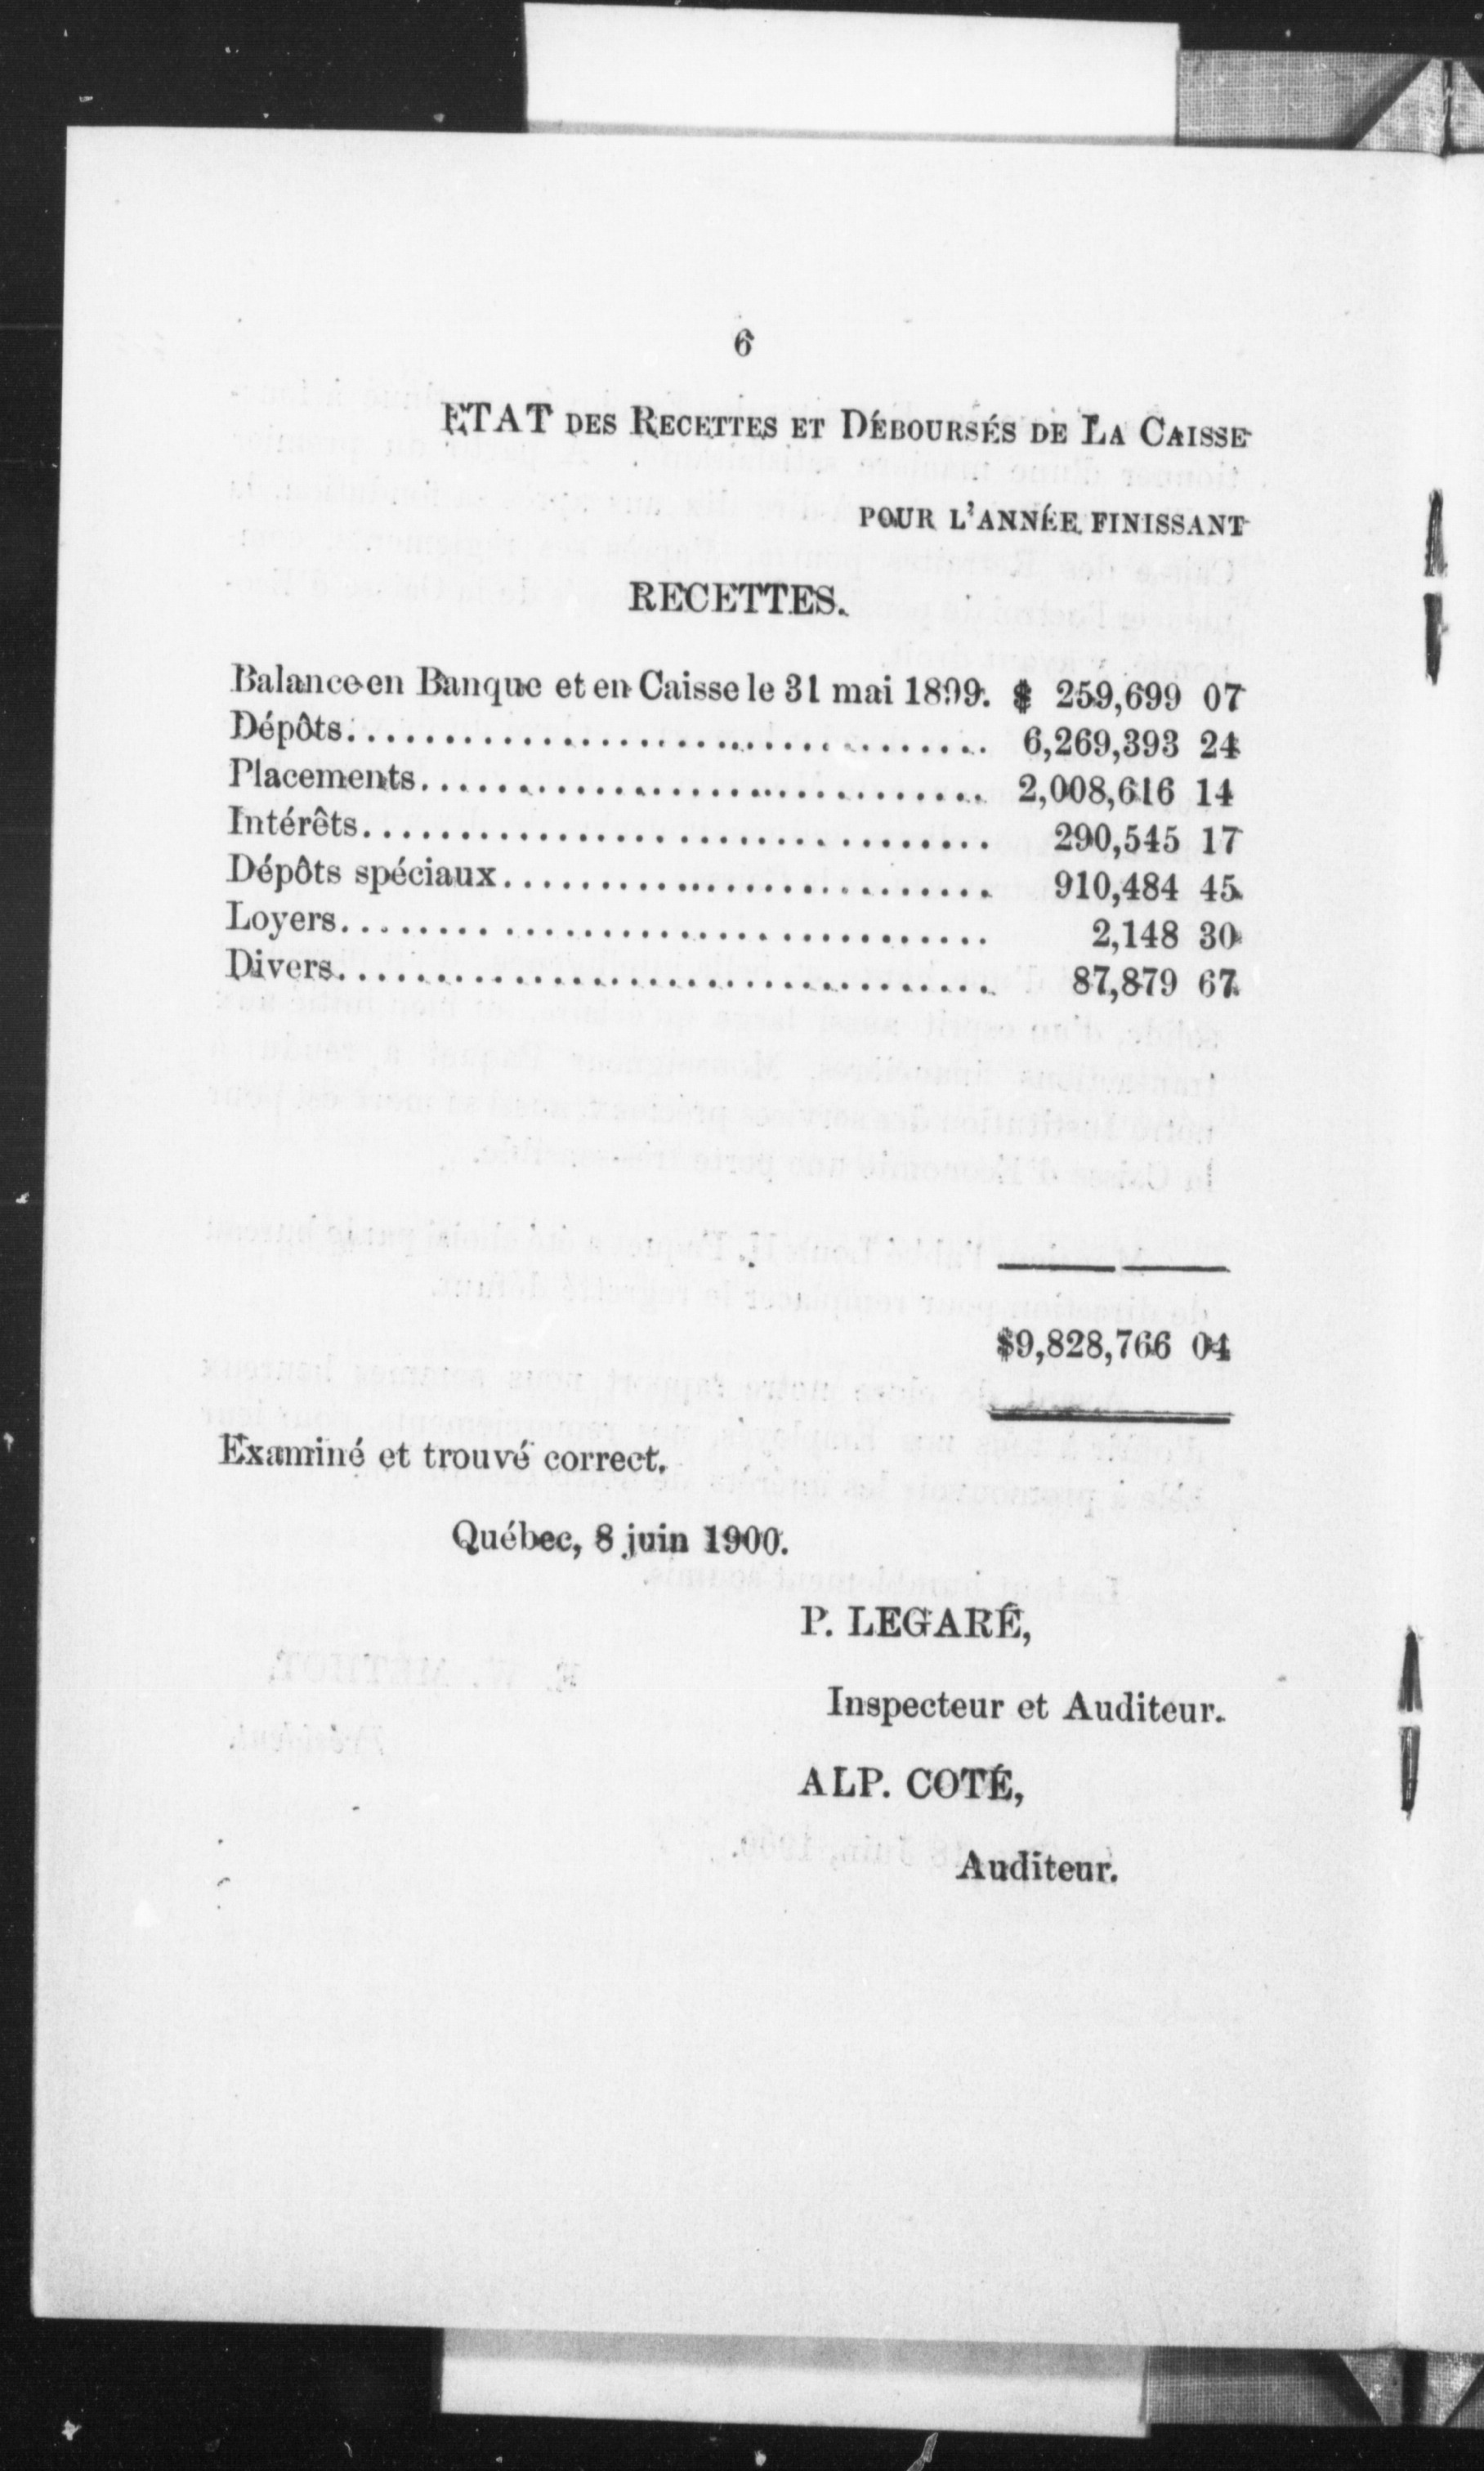 6
ETAT DES RECETTES ET DÉBOURSÉS DE LA CAISSE
POUR L'ANNÉE FINISSANT
RECETTES.
Balance en Banque et en Caisse le 31 mai 1899. $ 259,699 07
Dépôts.................................. 6,269,393 24
Placements.............................. 2,008,616 14
Intérêts................................. 290,545 17
Dépôts spéciaux.......................... 910,484 45
Loyers.................................. 2,148 30
Divers.................................. 87,879 67
$9,828,766 04
Examiné et trouvé correct.
Québec, 8 juin 1900.
P. LEGARÉ,
Inspecteur et Auditeur.
ALP. COTÉ,
Auditeur.